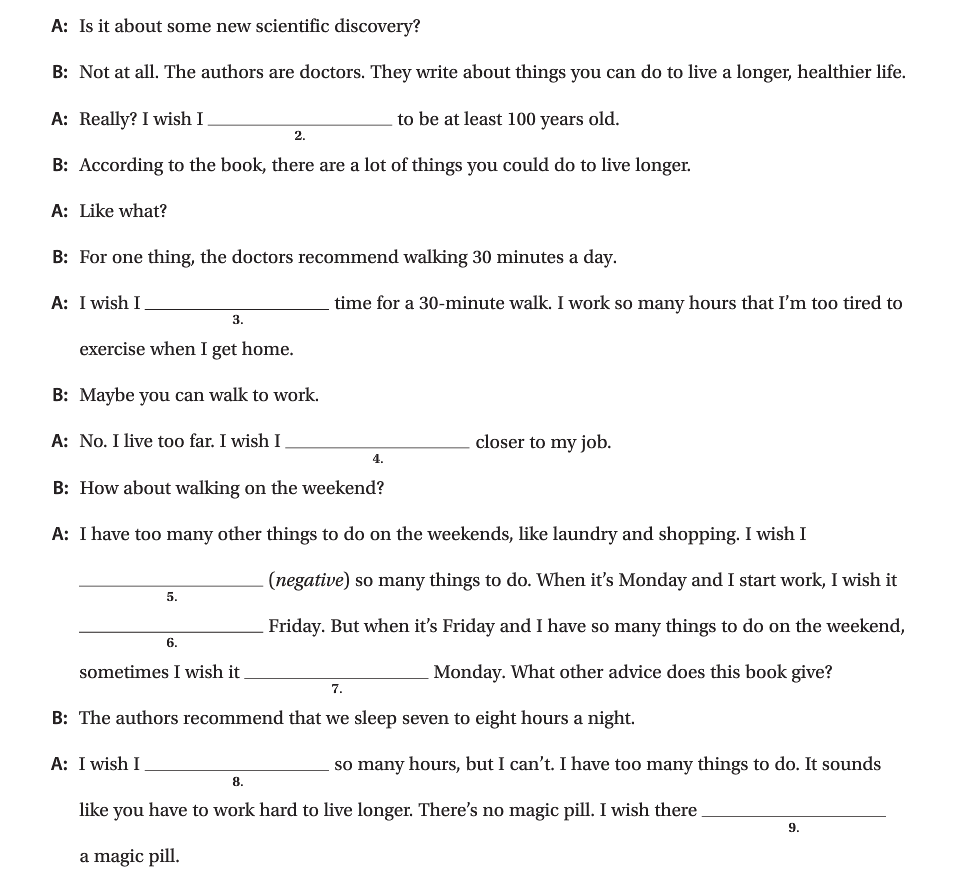 A: Is it about some new scientific discovery?
B: Not at all. The authors are doctors. They write about things you can do to live a longer, healthier life.
A: Really? I wish I ______________ to be at least 100 years old.
2.
B: According to the book, there are a lot of things you could do to live longer.
A: Like what?
B: For one thing, the doctors recommend walking 30 minutes a day.
A: I wish I ______________ time for a 30-minute walk. I work so many hours that I’m too tired to
3.
exercise when I get home.
B: Maybe you can walk to work.
A: No. I live too far. I wish I ______________ closer to my job.
4.
B: How about walking on the weekend?
A: I have too many other things to do on the weekends, like laundry and shopping. I wish I
______________ (negative) so many things to do. When it’s Monday and I start work, I wish it
5.
______________ Friday. But when it’s Friday and I have so many things to do on the weekend,
6.
sometimes I wish it ______________ Monday. What other advice does this book give?
7.
B: The authors recommend that we sleep seven to eight hours a night.
A: I wish I ______________ so many hours, but I can’t. I have too many things to do. It sounds
8.
like you have to work hard to live longer. There’s no magic pill. I wish there ______________
9.
a magic pill.